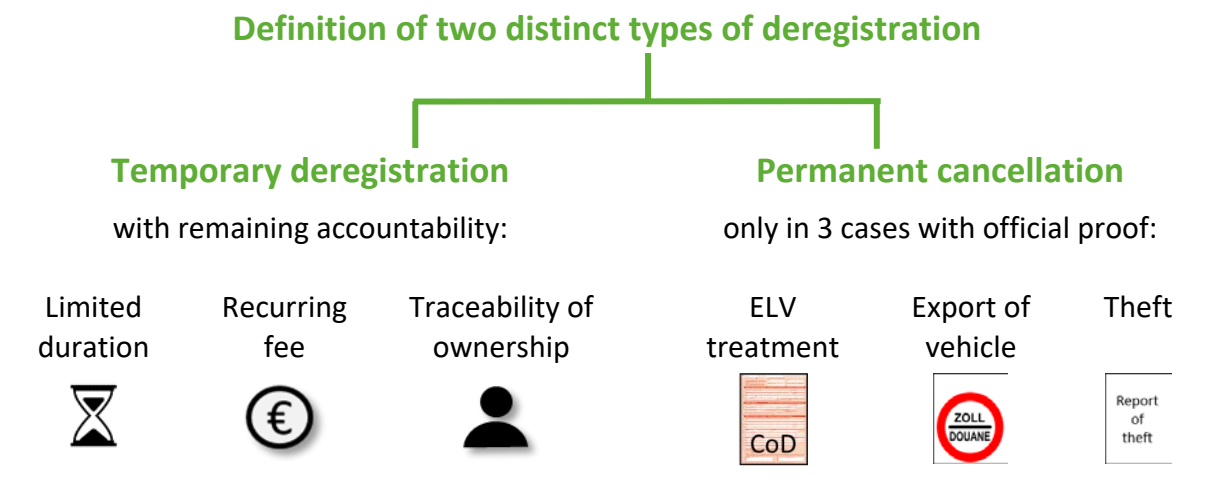 Definition of two distinct types of deregistration
Temporary deregistration
with remaining accountability:
Limited
duration
Recurring
fee
€
Traceability of
ownership
Permanent cancellation
only in 3 cases with official proof:
ELV
treatment
CoD
Export of
vehicle
ZOLL
DOUANE
Theft
Report
of
theft